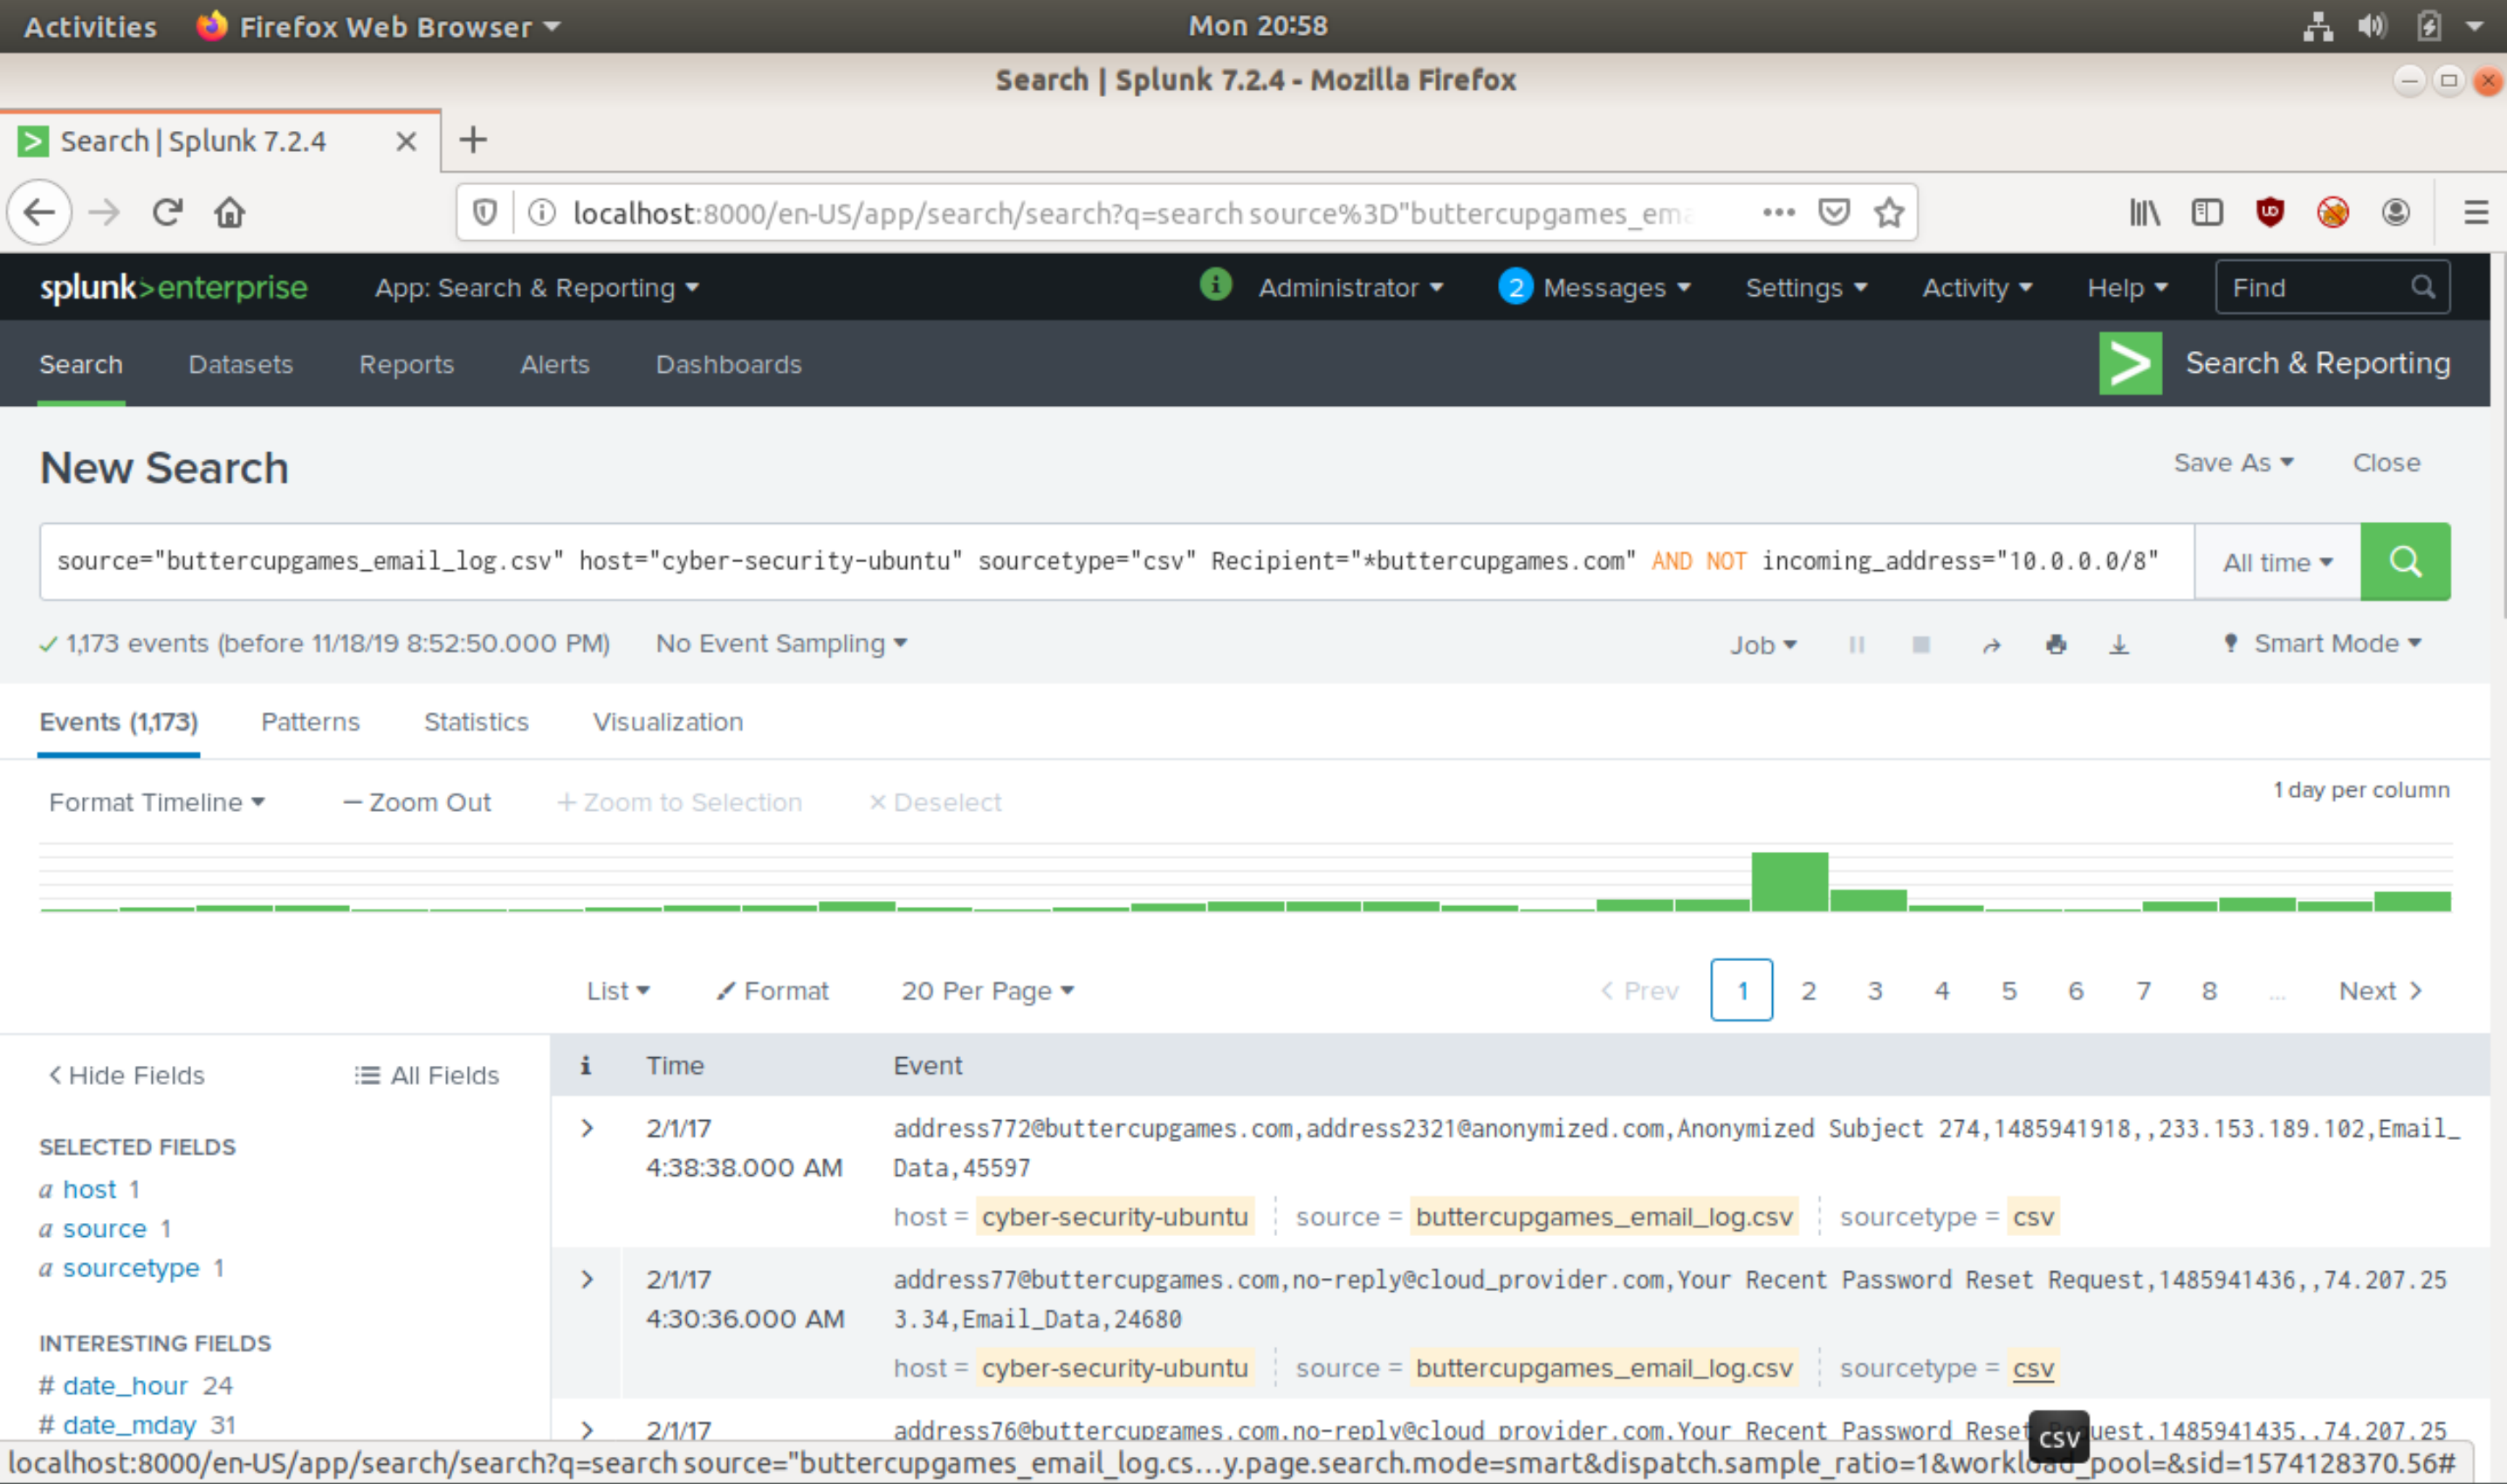 Activities Firefox Web Browser Mon 20:58
Search | Splunk 7.2.4 - Mozilla Firefox
Search | Splunk 7.2.4
localhost:8000/en-US/app/search/search?q=search source%3D"buttercupgames_ema
splunk>enterprise App: Search & Reporting i Administrator 2 Messages Settings Activity Help Find
Search Datasets Reports Alerts Dashboards > Search & Reporting
New Search Save As Close
source="buttercupgames_email_log.csv" host="cyber-security-ubuntu" sourcetype="csv" Recipient="*buttercupgames.com" AND NOT incoming_address="10.0.0.0/8" All time
✓ 1,173 events (before 11/18/19 8:52:50.000 PM) No Event Sampling Job Smart Mode
Events (1,173) Patterns Statistics Visualization
Format Timeline — Zoom Out + Zoom to Selection × Deselect 1 day per column
List Format 20 Per Page < Prev 1 2 3 4 5 6 7 8 ... Next >
< Hide Fields All Fields i Time Event
SELECTED FIELDS
a host 1
a source 1
a sourcetype 1
INTERESTING FIELDS
# date_hour 24
# date_mday 31
> 2/1/17 address772@buttercupgames.com,address2321@anonymized.com,Anonymized Subject 274,1485941918,,233.153.189.102,Email_
4:38:38.000 AM Data,45597
host = cyber-security-ubuntu source = buttercupgames_email_log.csv sourcetype = csv
> 2/1/17 address77@buttercupgames.com,no-reply@cloud_provider.com,Your Recent Password Reset Request,1485941436,,74.207.25
4:30:36.000 AM 3.34,Email_Data,24680
host = cyber-security-ubuntu source = buttercupgames_email_log.csv sourcetype = csv
> 2/1/17 address76@buttercupgames.com,no-reply@cloud_provider.com,Your Recent Password Reset uest,1485941435,,74.207.25
csv
localhost:8000/en-US/app/search/search?q=search source="buttercupgames_email_log.cs…y.page.search.mode=smart&dispatch.sample_ratio=1&workload_pool=&sid=1574128370.56#